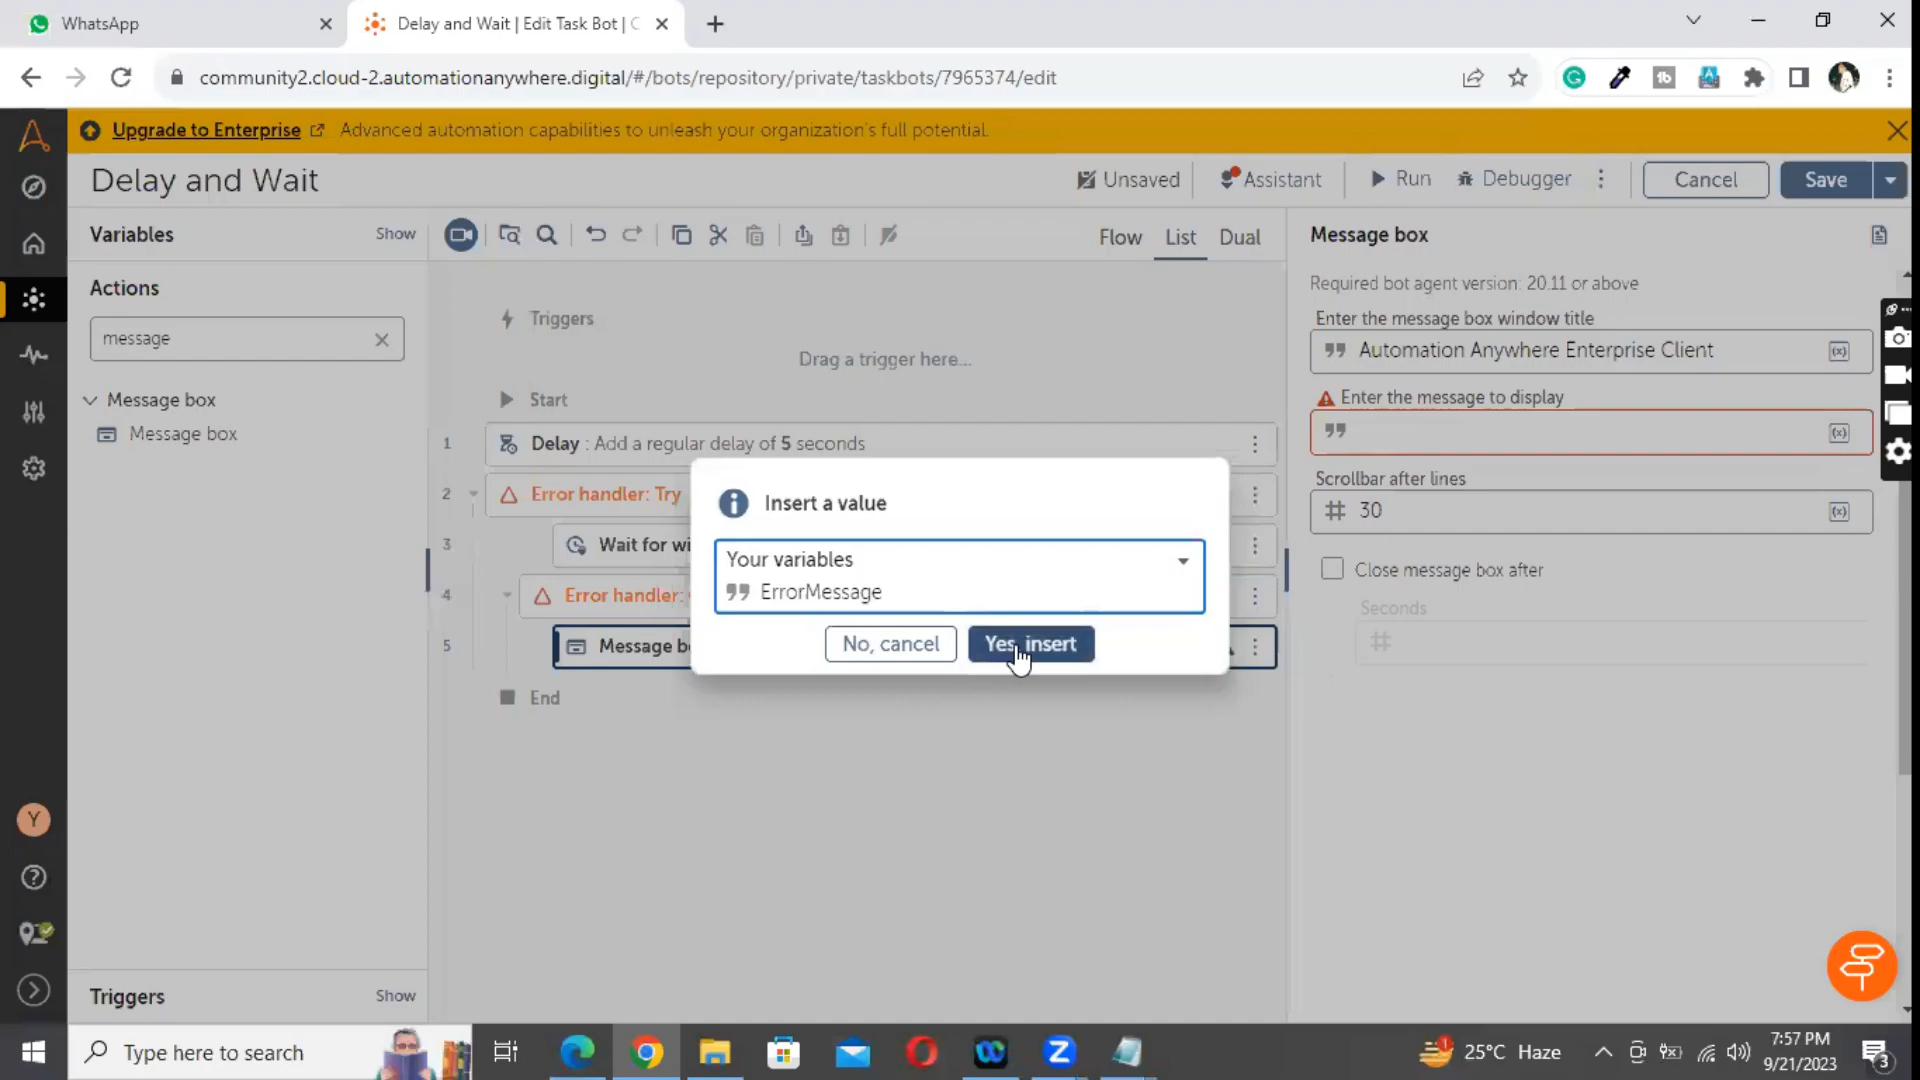 WhatsApp
Delay and Wait | Edit Task Bot | C
community2.cloud-2.automationanywhere.digital/#/bots/repository/private/taskbots/7965374/edit
Upgrade to Enterprise Advanced automation capabilities to unleash your organization's full potential.
Delay and Wait
Unsaved
Assistant
Run
Debugger
Cancel
Save
Variables
Show
Flow
List
Dual
Message box
Actions
Required bot agent version: 20.11 or above
message
Triggers
Enter the message box window title
Automation Anywhere Enterprise Client
Drag a trigger here...
Message box
Start
Enter the message to display
Message box
1
Delay : Add a regular delay of 5 seconds
Scrollbar after lines
30
2
Error handler: Try
Insert a value
3
Wait for wi
Your variables
ErrorMessage
Close message box after
Seconds
4
Error handler:
5
Message b
No, cancel
Yes, insert
End
Y
Triggers
Show
Type here to search
25°C Haze
7:57 PM
9/21/2023
3